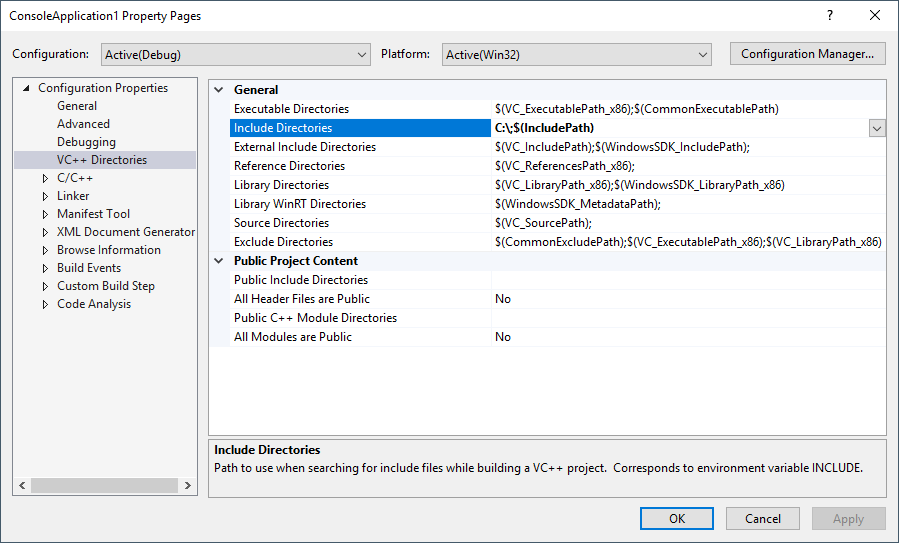 ConsoleApplication1 Property Pages
Configuration: Active(Debug) Platform: Active(Win32) Configuration Manager...
Configuration Properties
General
Advanced
Debugging
VC++ Directories
C/C++
Linker
Manifest Tool
XML Document Generator
Browse Information
Build Events
Custom Build Step
Code Analysis
General
Executable Directories $(VC_ExecutablePath_x86);$(CommonExecutablePath)
Include Directories C:\;$(IncludePath)
External Include Directories $(VC_IncludePath);$(WindowsSDK_IncludePath);
Reference Directories $(VC_ReferencesPath_x86);
Library Directories $(VC_LibraryPath_x86);$(WindowsSDK_LibraryPath_x86)
Library WinRT Directories $(WindowsSDK_MetadataPath);
Source Directories $(VC_SourcePath);
Exclude Directories $(CommonExcludePath);$(VC_ExecutablePath_x86);$(VC_LibraryPath_x86)
Public Project Content
Public Include Directories
All Header Files are Public No
Public C++ Module Directories
All Modules are Public No
Include Directories
Path to use when searching for include files while building a VC++ project. Corresponds to environment variable INCLUDE.
OK Cancel Apply